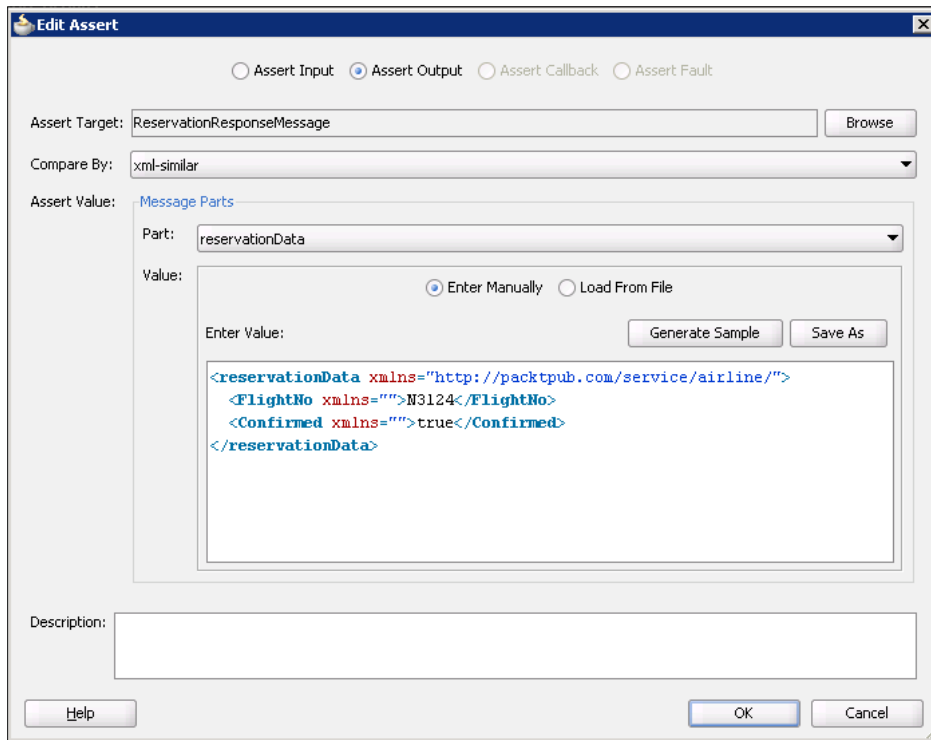 Edit Assert
Assert Input Assert Output Assert Callback Assert Fault
Assert Target: ReservationResponseMessage Browse
Compare By: xml-similar
Assert Value: Message Parts
Part: reservationData
Value: Enter Manually Load From File
Enter Value: Generate Sample Save As
<reservationData xmlns="http://packtpub.com/service/airline/">
<FlightNo xmlns="">N3124</FlightNo>
<Confirmed xmlns="">true</Confirmed>
</reservationData>
Description:
Help OK Cancel